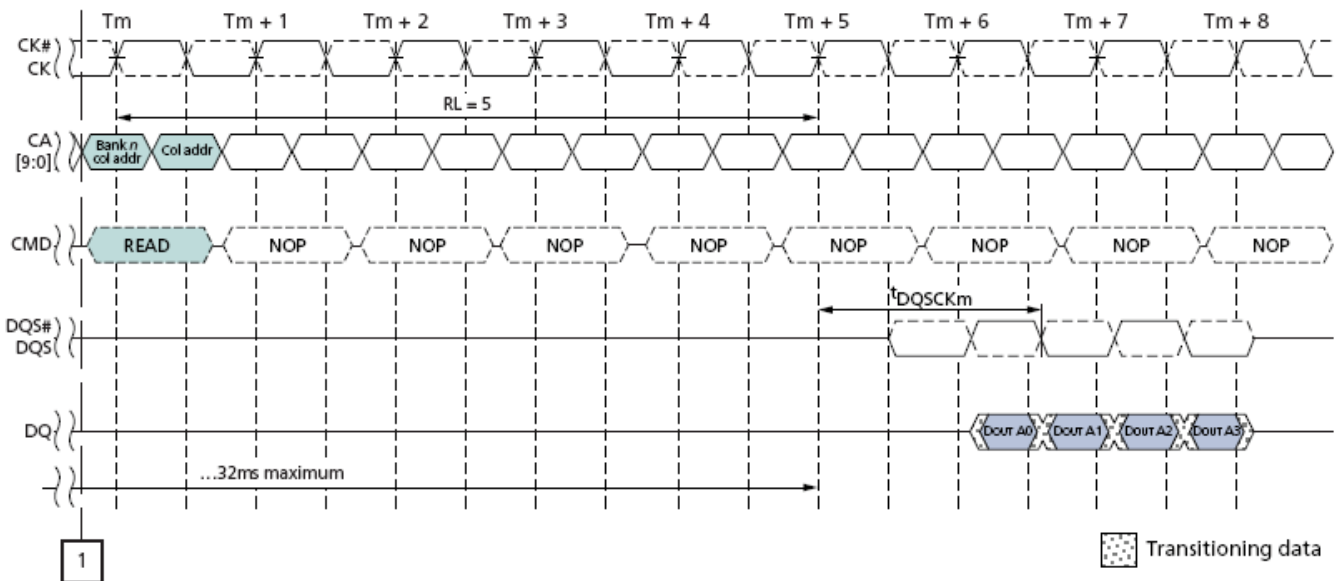 Tm Tm + 1 Tm + 2 Tm + 3 Tm + 4 Tm + 5 Tm + 6 Tm + 7 Tm + 8
CK#
CK
RL = 5
CA
[9:0]
Bank n
col addr
Col addr
CMD READ NOP NOP NOP NOP NOP NOP NOP NOP
tDQSCKm
DQS#
DQS
DQ DOUT A0 DOUT A1 DOUT A2 DOUT A3
...32ms maximum
1
Transitioning data